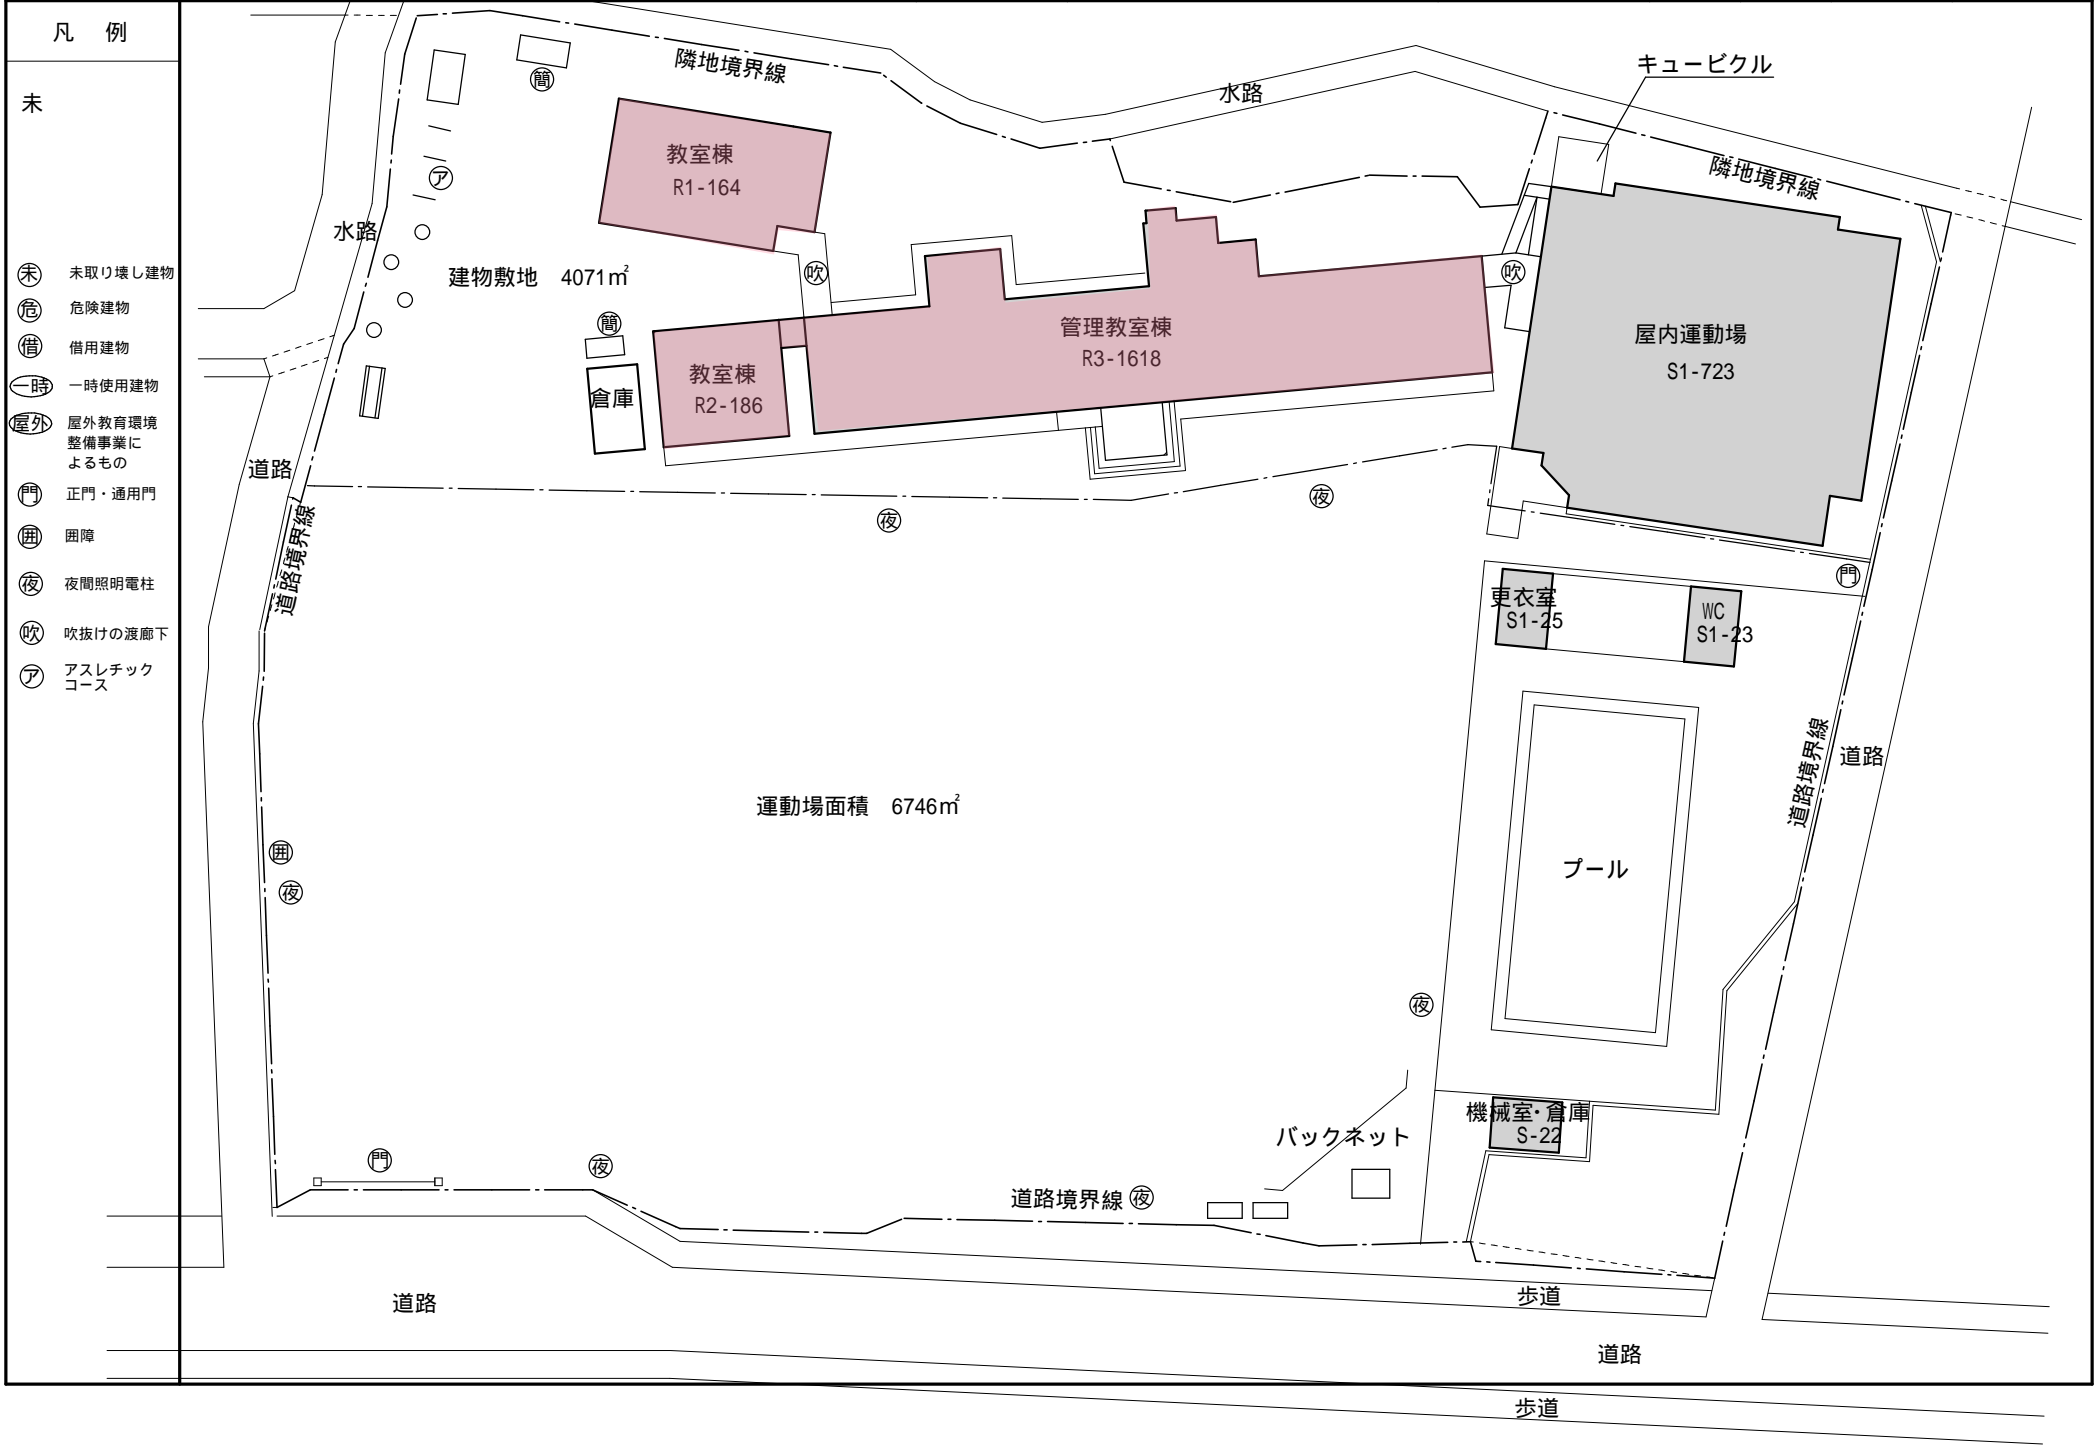 凡 例
未
未 未取り壊し建物
危 危険建物
借 借用建物
一時 一時使用建物
屋外 屋外教育環境
整備事業に
よるもの
門 正門・通用門
囲 囲障
夜 夜間照明電柱
吹 吹抜けの渡廊下
ア アスレチック
コース
簡
隣地境界線
キュービクル
水路
教室棟
R1-164
ア
隣地境界線
水路
建物敷地 4071㎡
吹
吹
簡
管理教室棟
R3-1618
屋内運動場
S1-723
教室棟
R2-186
倉庫
道路
夜
夜
道路境界線
門
更衣室
S1-25
WC
S1-23
道路境界線
道路
運動場面積 6746㎡
プール
囲
夜
夜
機械室・倉庫
S-22
バックネット
門
夜
道路境界線 夜
道路
歩道
道路
歩道